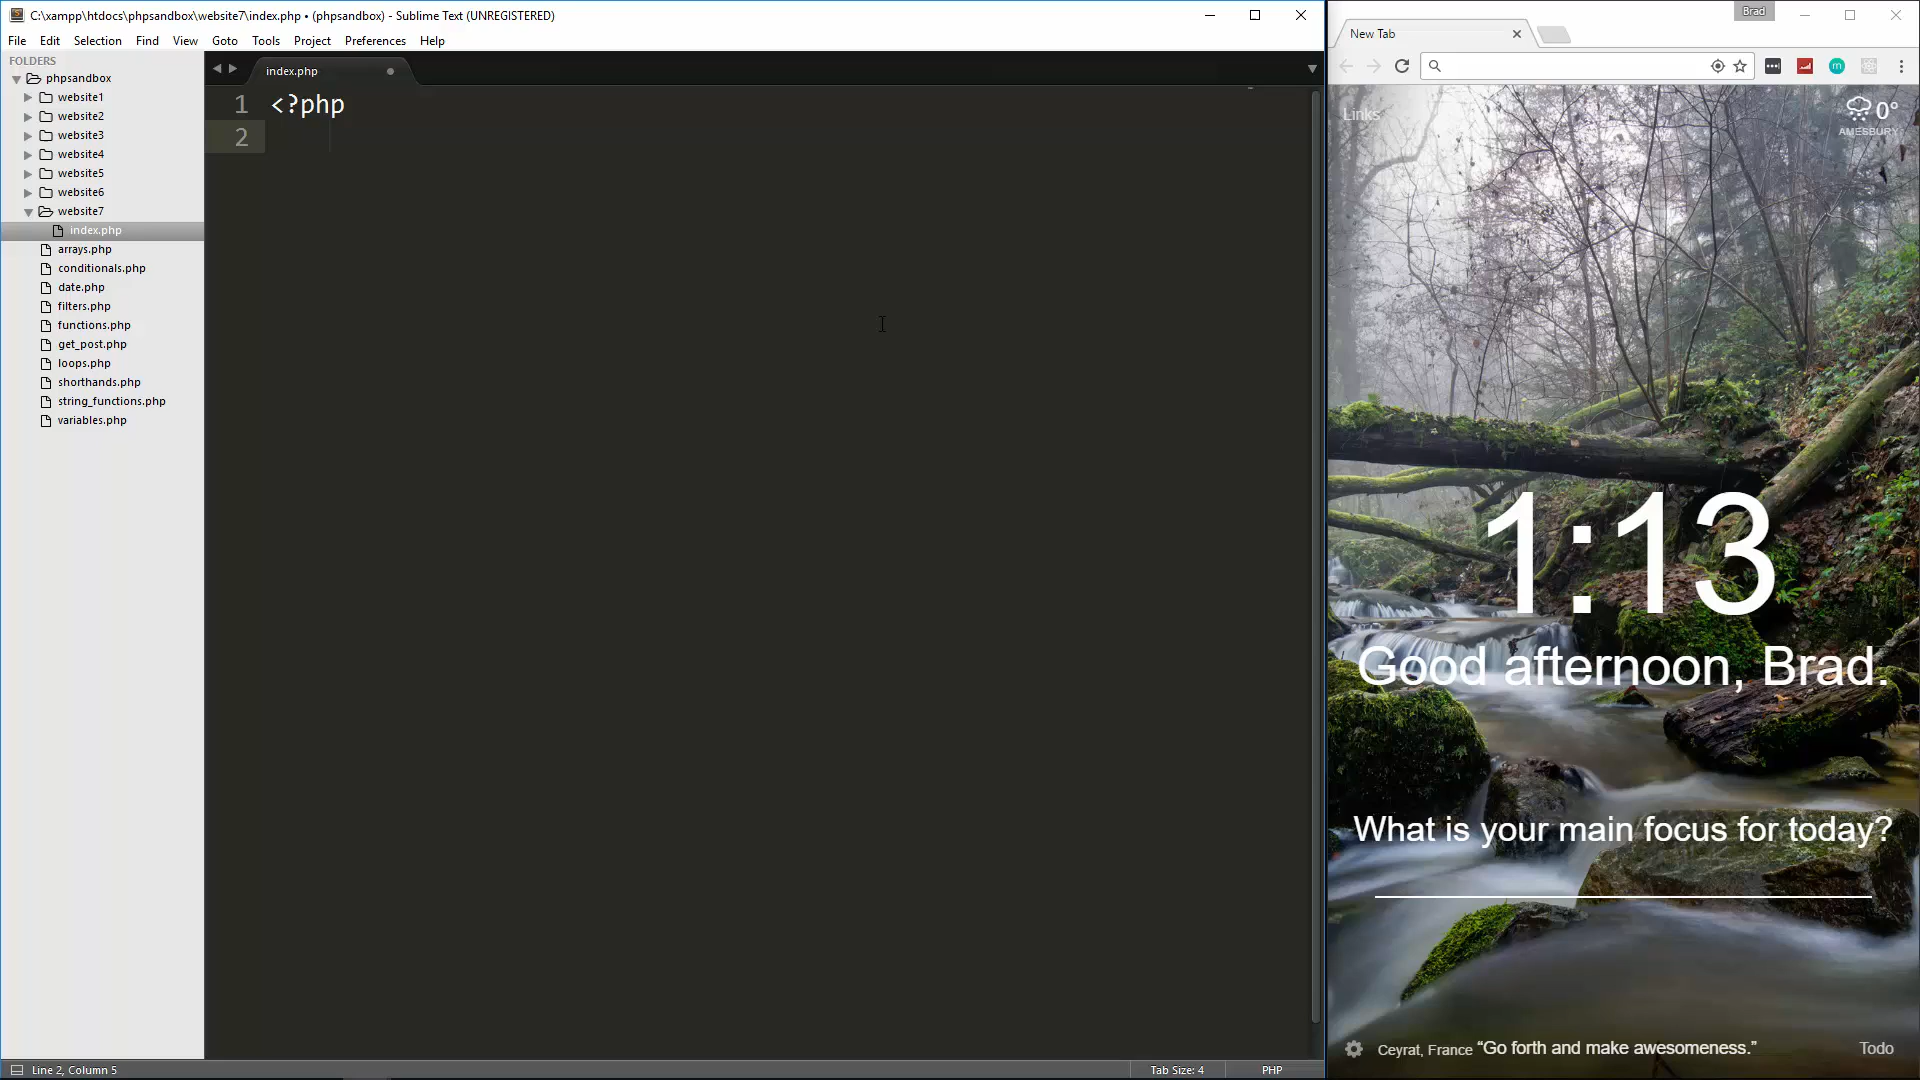 C:\xampp\htdocs\phpsandbox\website7\index.php • (phpsandbox) - Sublime Text (UNREGISTERED)
File Edit Selection Find View Goto Tools Project Preferences Help
FOLDERS
phpsandbox
website1
website2
website3
website4
website5
website6
website7
index.php
arrays.php
conditionals.php
date.php
filters.php
functions.php
get_post.php
loops.php
shorthands.php
string_functions.php
variables.php
index.php
1 <?php
2
Line 2, Column 5
Tab Size: 4
PHP
Brad
New Tab
Links
0°
AMESBURY
1:13
Good afternoon, Brad.
What is your main focus for today?
Ceyrat, France “Go forth and make awesomeness.”
Todo